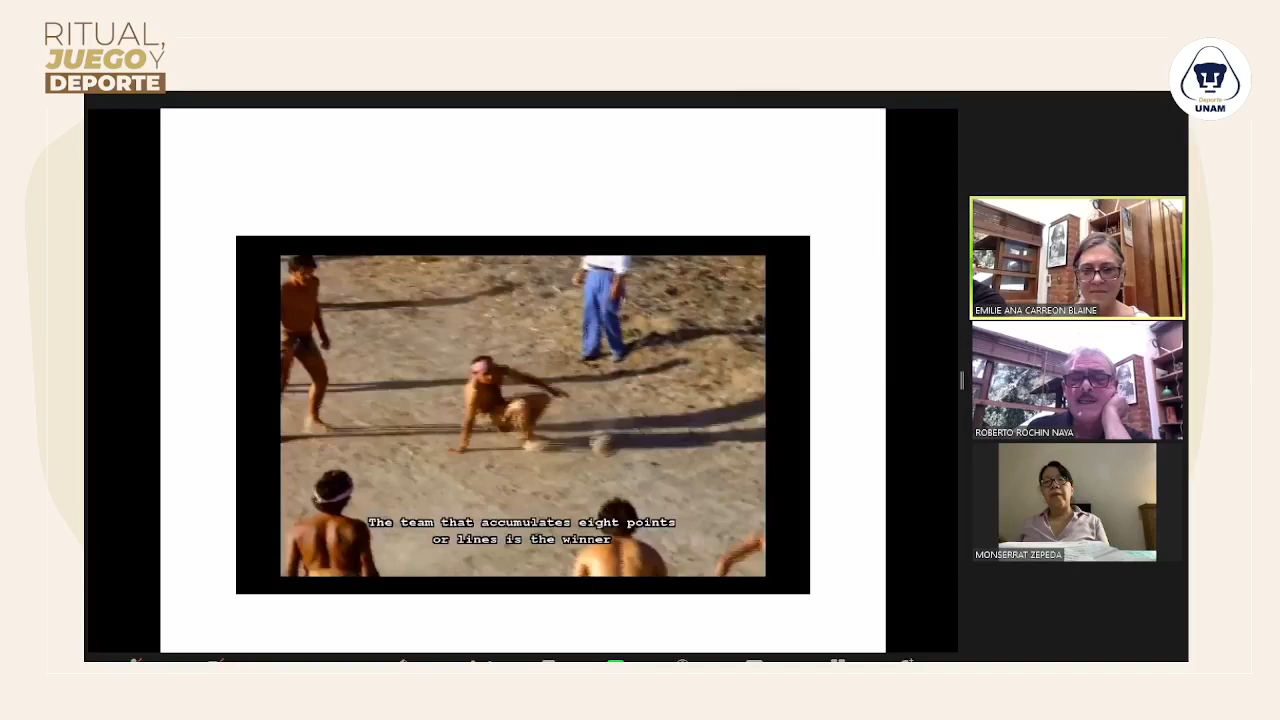 RITUAL,
JUEGO Y
DEPORTE
Deporte
UNAM
EMILIE ANA CARREON BLAINE
ROBERTO ROCHIN NAYA
The team that accumulates eight points
or lines is the winner
MONSERRAT ZEPEDA